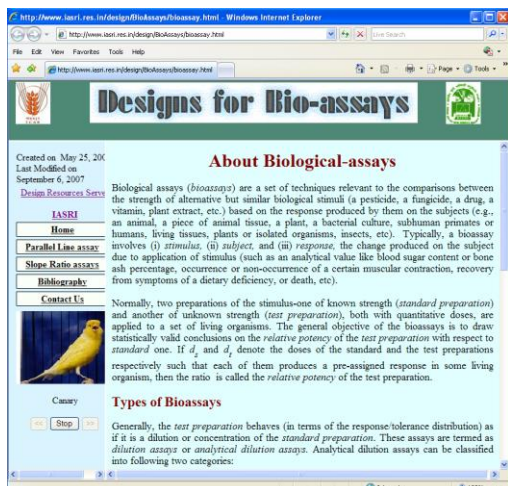 http://www.iasri.res.in/design/BioAssays/bioassay.html - Windows Internet Explorer
http://www.iasri.res.in/design/BioAssays/bioassay.html
Live Search
File Edit View Favorites Tools Help
http://www.iasri.res.in/design/BioAssays/bioassay.html
Page Tools
Designs for Bio-assays
Created on May 25, 200
Last Modified on
September 6, 2007
Design Resources Serve
IASRI
Home
Parallel Line assay
Slope Ratio assays
Bibliography
Contact Us
Canary
<< Stop >>
About Biological-assays
Biological assays (bioassays) are a set of techniques relevant to the comparisons between
the strength of alternative but similar biological stimuli (a pesticide, a fungicide, a drug, a
vitamin, plant extract, etc.) based on the response produced by them on the subjects (e.g.,
an animal, a piece of animal tissue, a plant, a bacterial culture, subhuman primates or
humans, living tissues, plants or isolated organisms, insects, etc). Typically, a bioassay
involves (i) stimulus, (ii) subject, and (iii) response, the change produced on the subject
due to application of stimulus (such as an analytical value like blood sugar content or bone
ash percentage, occurrence or non-occurrence of a certain muscular contraction, recovery
from symptoms of a dietary deficiency, or death, etc).
Normally, two preparations of the stimulus-one of known strength (standard preparation)
and another of unknown strength (test preparation), both with quantitative doses, are
applied to a set of living organisms. The general objective of the bioassays is to draw
statistically valid conclusions on the relative potency of the test preparation with respect to
standard one. If d_s and d_t denote the doses of the standard and the test preparations
respectively such that each of them produces a pre-assigned response in some living
organism, then the ratio is called the relative potency of the test preparation.
Types of Bioassays
Generally, the test preparation behaves (in terms of the response/tolerance distribution) as
if it is a dilution or concentration of the standard preparation. These assays are termed as
dilution assays or analytical dilution assays. Analytical dilution assays can be classified
into following two categories: